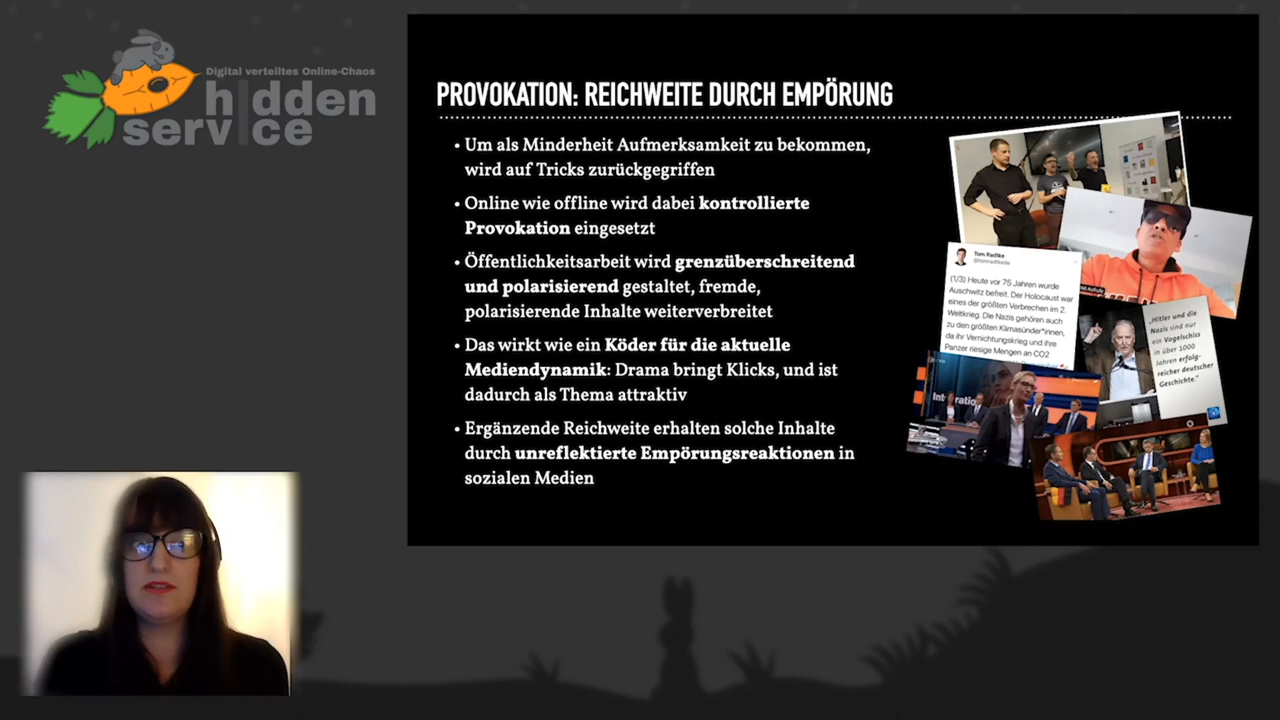 Digital verteiltes Online-Chaos
h|dden
serv|ce
PROVOKATION: REICHWEITE DURCH EMPÖRUNG
• Um als Minderheit Aufmerksamkeit zu bekommen,
wird auf Tricks zurückgegriffen
• Online wie offline wird dabei kontrollierte
Provokation eingesetzt
• Öffentlichkeitsarbeit wird grenzüberschreitend
und polarisierend gestaltet, fremde,
polarisierende Inhalte weiterverbreitet
• Das wirkt wie ein Köder für die aktuelle
Mediendynamik: Drama bringt Klicks, und ist
dadurch als Thema attraktiv
• Ergänzende Reichweite erhalten solche Inhalte
durch unreflektierte Empörungsreaktionen in
sozialen Medien
Tom Radtke
(1/3) Heute vor 75 Jahren wurde
Auschwitz befreit. Der Holocaust war
eines der größten Verbrechen im 2.
Weltkrieg. Die Nazis gehören auch
zu den größten Klimasünder*innen,
da ihr Vernichtungskrieg und ihre
Panzer riesige Mengen an CO2
„Hitler und die
Nazis sind nur
ein Vogelschiss
in über 1000
Jahren erfolg-
reicher deutscher
Geschichte."